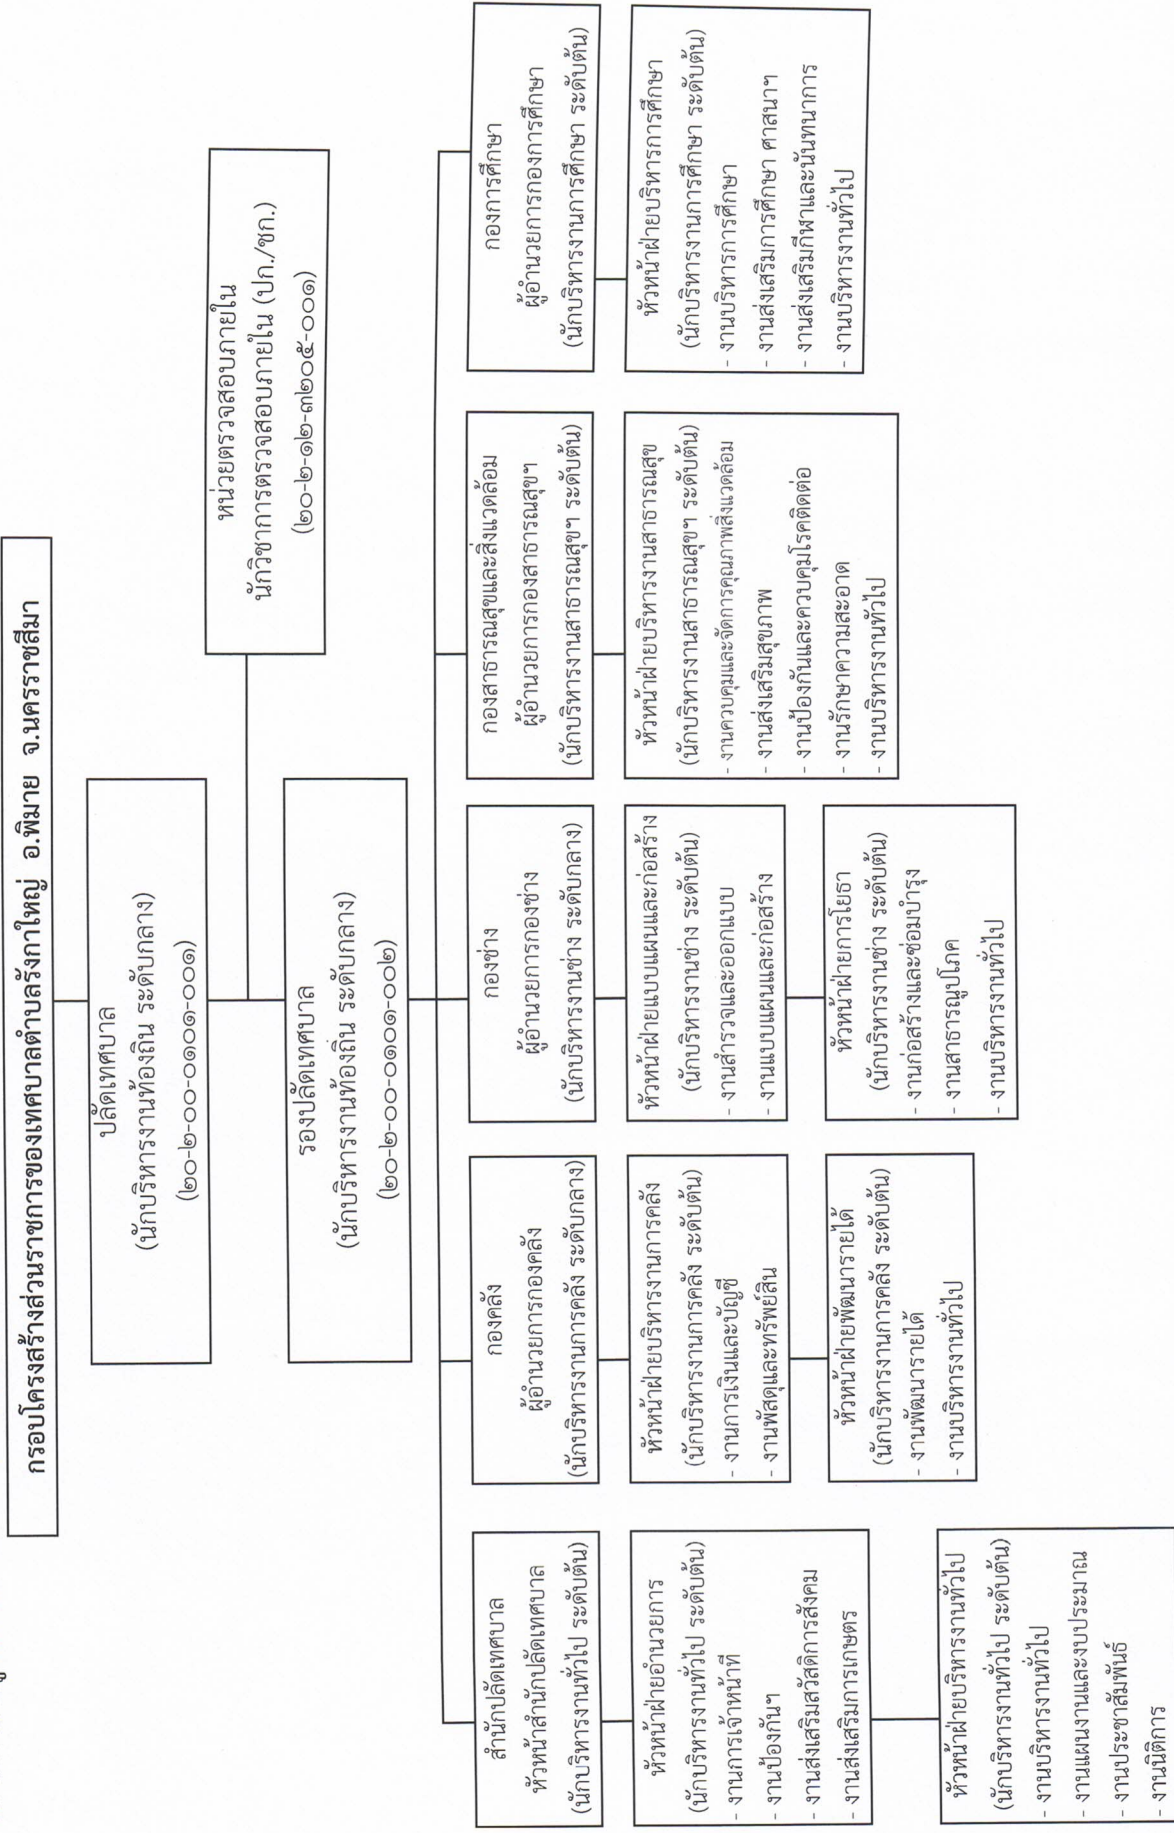 กรอบโครงสร้างส่วนราชการของเทศบาลตำบลรังกาใหญ่ อ.พิมาย จ.นครราชสีมา
ปลัดเทศบาล
(นักบริหารงานท้องถิ่น ระดับกลาง)
(๒๐-๒-๐๐-๐๑๐๑-๐๐๑)
หน่วยตรวจสอบภายใน
นักวิชาการตรวจสอบภายใน (ปก./ชก.)
(๒๐-๒-๑๒-๓๒๐๕-๐๐๑)
รองปลัดเทศบาล
(นักบริหารงานท้องถิ่น ระดับกลาง)
(๒๐-๒-๐๐-๐๑๐๑-๐๐๒)
สำนักปลัดเทศบาล
หัวหน้าสำนักปลัดเทศบาล
(นักบริหารงานทั่วไป ระดับต้น)
หัวหน้าฝ่ายอำนวยการ
(นักบริหารงานทั่วไป ระดับต้น)
- งานการเจ้าหน้าที่
- งานป้องกันฯ
- งานส่งเสริมสวัสดิการสังคม
- งานส่งเสริมการเกษตร
หัวหน้าฝ่ายบริหารงานทั่วไป
(นักบริหารงานทั่วไป ระดับต้น)
- งานบริหารงานทั่วไป
- งานแผนงานและงบประมาณ
- งานประชาสัมพันธ์
- งานนิติการ
กองคลัง
ผู้อำนวยการกองคลัง
(นักบริหารงานการคลัง ระดับกลาง)
หัวหน้าฝ่ายบริหารงานการคลัง
(นักบริหารงานการคลัง ระดับต้น)
- งานการเงินและบัญชี
- งานพัสดุและทรัพย์สิน
หัวหน้าฝ่ายพัฒนารายได้
(นักบริหารงานการคลัง ระดับต้น)
- งานพัฒนารายได้
- งานบริหารงานทั่วไป
กองช่าง
ผู้อำนวยการกองช่าง
(นักบริหารงานช่าง ระดับกลาง)
หัวหน้าฝ่ายแบบแผนและก่อสร้าง
(นักบริหารงานช่าง ระดับต้น)
- งานสำรวจและออกแบบ
- งานแบบแผนและก่อสร้าง
หัวหน้าฝ่ายการโยธา
(นักบริหารงานช่าง ระดับต้น)
- งานก่อสร้างและซ่อมบำรุง
- งานสาธารณูปโภค
- งานบริหารงานทั่วไป
กองสาธารณสุขและสิ่งแวดล้อม
ผู้อำนวยการกองสาธารณสุขฯ
(นักบริหารงานสาธารณสุขฯ ระดับต้น)
หัวหน้าฝ่ายบริหารงานสาธารณสุข
(นักบริหารงานสาธารณสุขฯ ระดับต้น)
- งานควบคุมและจัดการคุณภาพสิ่งแวดล้อม
- งานส่งเสริมสุขภาพ
- งานป้องกันและควบคุมโรคติดต่อ
- งานรักษาความสะอาด
- งานบริหารงานทั่วไป
กองการศึกษา
ผู้อำนวยการกองการศึกษา
(นักบริหารงานการศึกษา ระดับต้น)
หัวหน้าฝ่ายบริหารการศึกษา
(นักบริหารงานการศึกษา ระดับต้น)
- งานบริหารการศึกษา
- งานส่งเสริมการศึกษา ศาสนาฯ
- งานส่งเสริมกีฬาและนันทนาการ
- งานบริหารงานทั่วไป